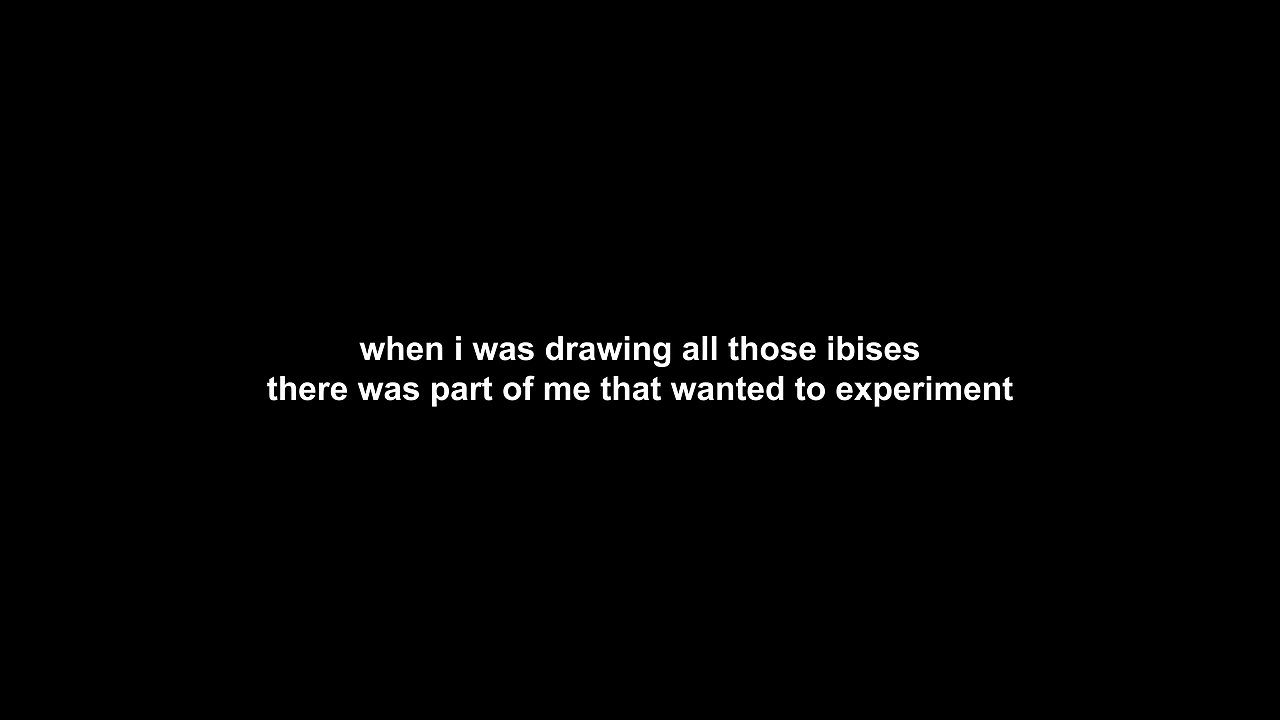 when i was drawing all those ibises
there was part of me that wanted to experiment